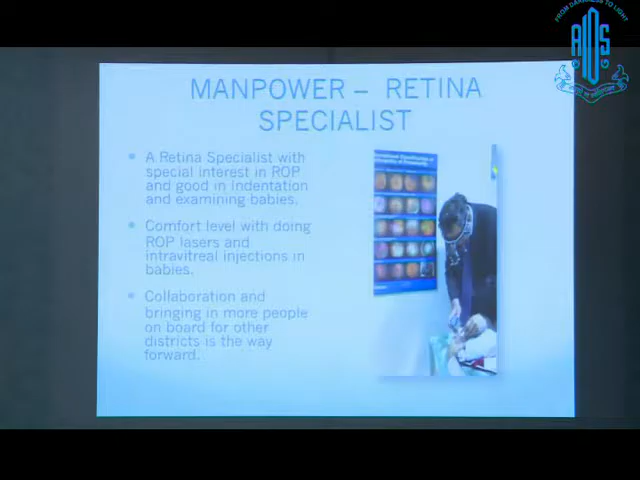 FROM DARKNESS TO LIGHT
AIOS
MANPOWER – RETINA
SPECIALIST
• A Retina Specialist with
special interest in ROP
and good in indentation
and examining babies.
• Comfort level with doing
ROP lasers and
intravitreal injections in
babies.
• Collaboration and
bringing in more people
on board for other
districts is the way
forward.